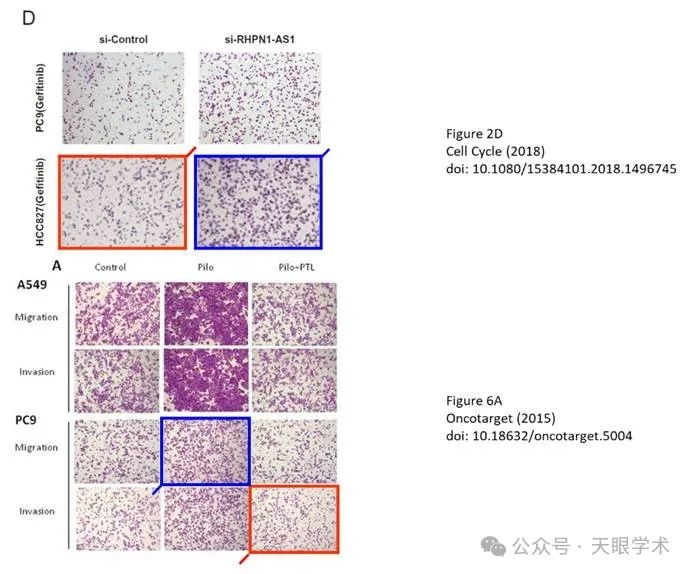 D
si-Control si-RHPN1-AS1
PC9(Gefitinib)
HCC827(Gefitinib)
Figure 2D
Cell Cycle (2018)
doi: 10.1080/15384101.2018.1496745
A
Control Pilo Pilo+PTL
A549
Migration
Invasion
PC9
Migration
Invasion
Figure 6A
Oncotarget (2015)
doi: 10.18632/oncotarget.5004
公众号 · 天眼学术